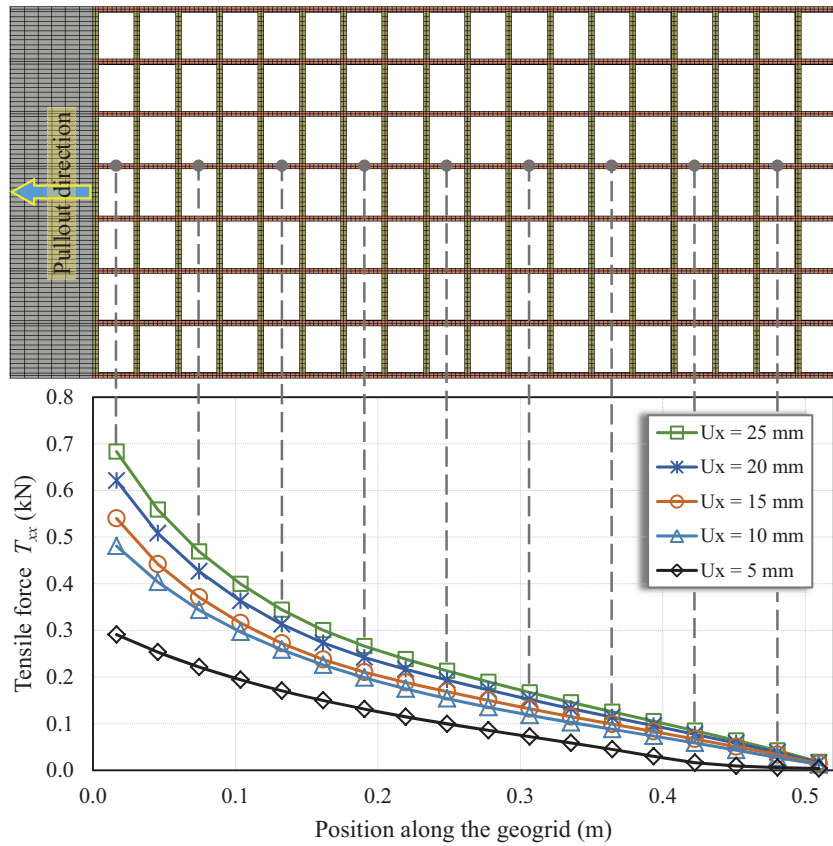 Pullout direction
0.8
0.7
0.6
0.5
0.4
0.3
0.2
0.1
0.0
Tensile force Txx (kN)
Ux = 25 mm
Ux = 20 mm
Ux = 15 mm
Ux = 10 mm
Ux = 5 mm
0.0 0.1 0.2 0.3 0.4 0.5
Position along the geogrid (m)